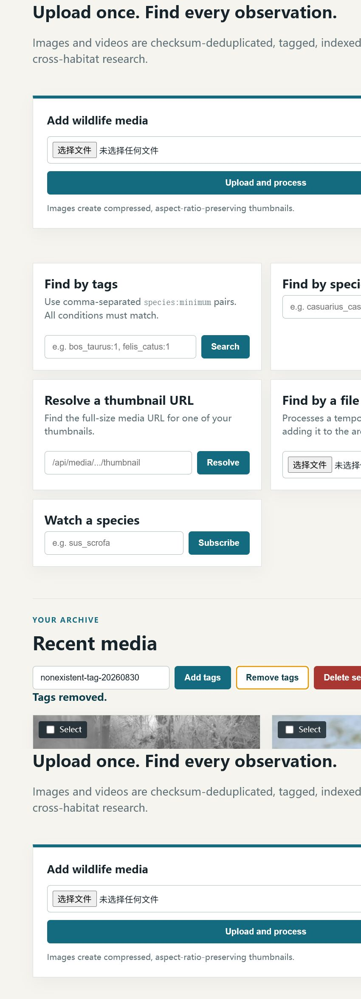 Upload once. Find every observation.
Images and videos are checksum-deduplicated, tagged, indexed
cross-habitat research.
Add wildlife media
选择文件 未选择任何文件
Upload and process
Images create compressed, aspect-ratio-preserving thumbnails.
Find by tags
Use comma-separated species:minimum pairs.
All conditions must match.
e.g. bos_taurus:1, felis_catus:1
Search
Find by speci
e.g. casuarius_cas
Resolve a thumbnail URL
Find the full-size media URL for one of your
thumbnails.
/api/media/.../thumbnail
Resolve
Find by a file
Processes a tempo
adding it to the ar
选择文件 未选择
Watch a species
e.g. sus_scrofa
Subscribe
YOUR ARCHIVE
Recent media
nonexistent-tag-20260830
Add tags
Remove tags
Delete se
Tags removed.
Select
Select
Upload once. Find every observation.
Images and videos are checksum-deduplicated, tagged, indexed
cross-habitat research.
Add wildlife media
选择文件 未选择任何文件
Upload and process
Images create compressed, aspect-ratio-preserving thumbnails.